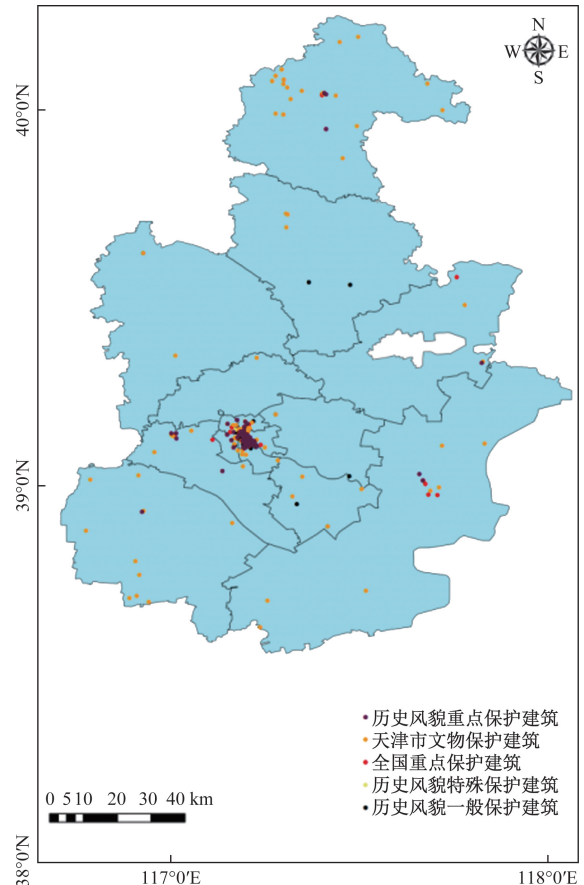 N
W E
S
40°0′N
39°0′N
38°0′N
历史风貌重点保护建筑
天津市文物保护建筑
全国重点保护建筑
历史风貌特殊保护建筑
历史风貌一般保护建筑
0 5 10 20 30 40 km
117°0′E 118°0′E